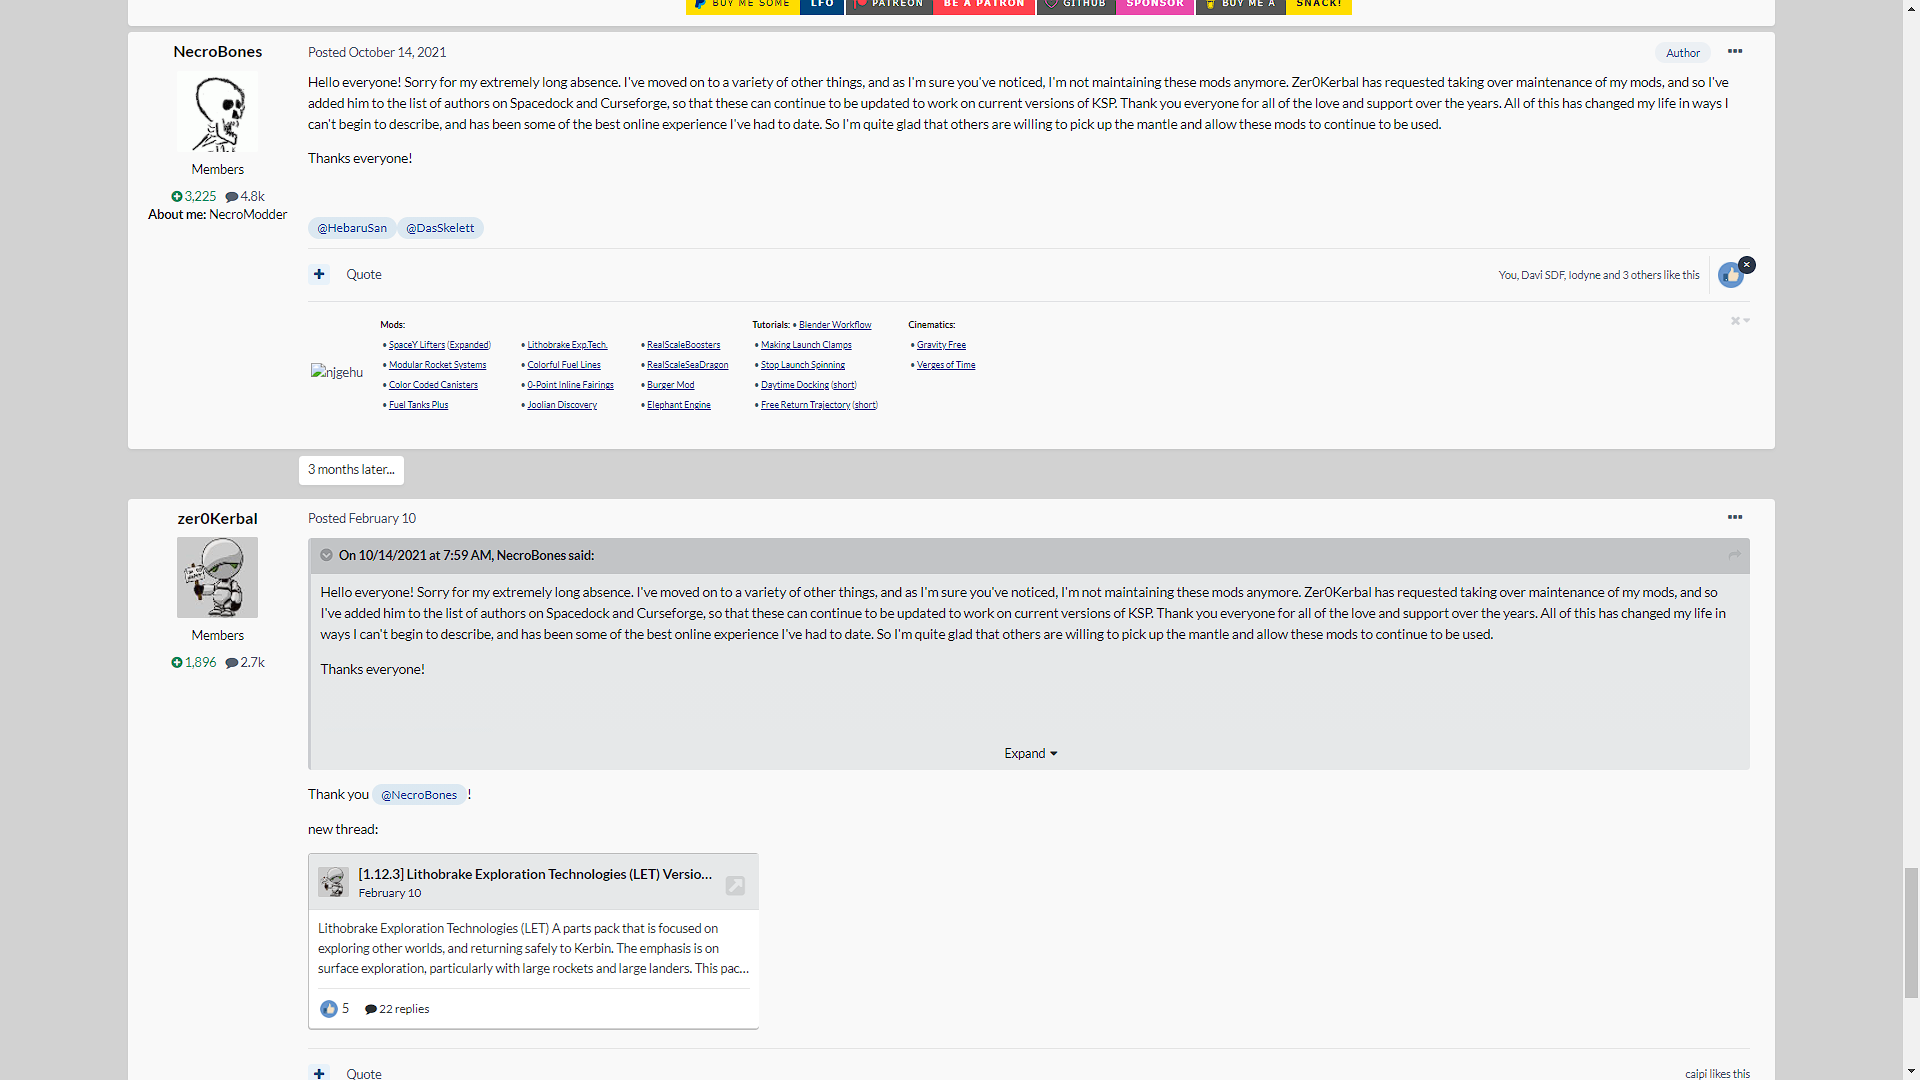 BUY ME SOME LFO PATREON BE A PATRON GITHUB SPONSOR BUY ME A SNACK!
NecroBones
Posted October 14, 2021
Author
Hello everyone! Sorry for my extremely long absence. I've moved on to a variety of other things, and as I'm sure you've noticed, I'm not maintaining these mods anymore. Zer0Kerbal has requested taking over maintenance of my mods, and so I've
added him to the list of authors on Spacedock and Curseforge, so that these can continue to be updated to work on current versions of KSP. Thank you everyone for all of the love and support over the years. All of this has changed my life in ways I
can't begin to describe, and has been some of the best online experience I've had to date. So I'm quite glad that others are willing to pick up the mantle and allow these mods to continue to be used.
Thanks everyone!
Members
3,225 4.8k
About me: NecroModder
@HebaruSan @DasSkelett
+ Quote
You, Davi SDF, Iodyne and 3 others like this
njgehu
Mods:
• SpaceY Lifters (Expanded)
• Modular Rocket Systems
• Color Coded Canisters
• Fuel Tanks Plus
• Lithobrake Exp.Tech.
• Colorful Fuel Lines
• 0-Point Inline Fairings
• Joolian Discovery
• RealScaleBoosters
• RealScaleSeaDragon
• Burger Mod
• Elephant Engine
Tutorials: • Blender Workflow
• Making Launch Clamps
• Stop Launch Spinning
• Daytime Docking (short)
• Free Return Trajectory (short)
Cinematics:
• Gravity Free
• Verges of Time
3 months later...
zer0Kerbal
Posted February 10
Members
1,896 2.7k
On 10/14/2021 at 7:59 AM, NecroBones said:
Hello everyone! Sorry for my extremely long absence. I've moved on to a variety of other things, and as I'm sure you've noticed, I'm not maintaining these mods anymore. Zer0Kerbal has requested taking over maintenance of my mods, and so
I've added him to the list of authors on Spacedock and Curseforge, so that these can continue to be updated to work on current versions of KSP. Thank you everyone for all of the love and support over the years. All of this has changed my life in
ways I can't begin to describe, and has been some of the best online experience I've had to date. So I'm quite glad that others are willing to pick up the mantle and allow these mods to continue to be used.
Thanks everyone!
Expand
Thank you @NecroBones !
new thread:
[1.12.3] Lithobrake Exploration Technologies (LET) Versio...
February 10
Lithobrake Exploration Technologies (LET) A parts pack that is focused on
exploring other worlds, and returning safely to Kerbin. The emphasis is on
surface exploration, particularly with large rockets and large landers. This pac...
5 22 replies
+ Quote
caipi likes this